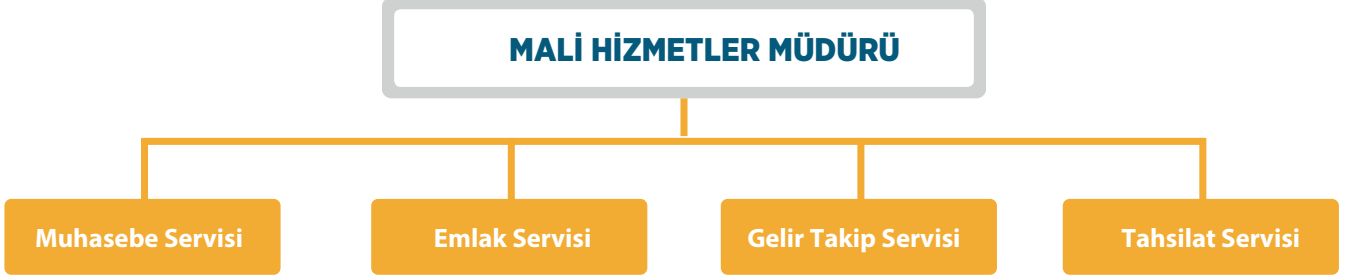 MALİ HİZMETLER MÜDÜRÜ
Muhasebe Servisi
Emlak Servisi
Gelir Takip Servisi
Tahsilat Servisi